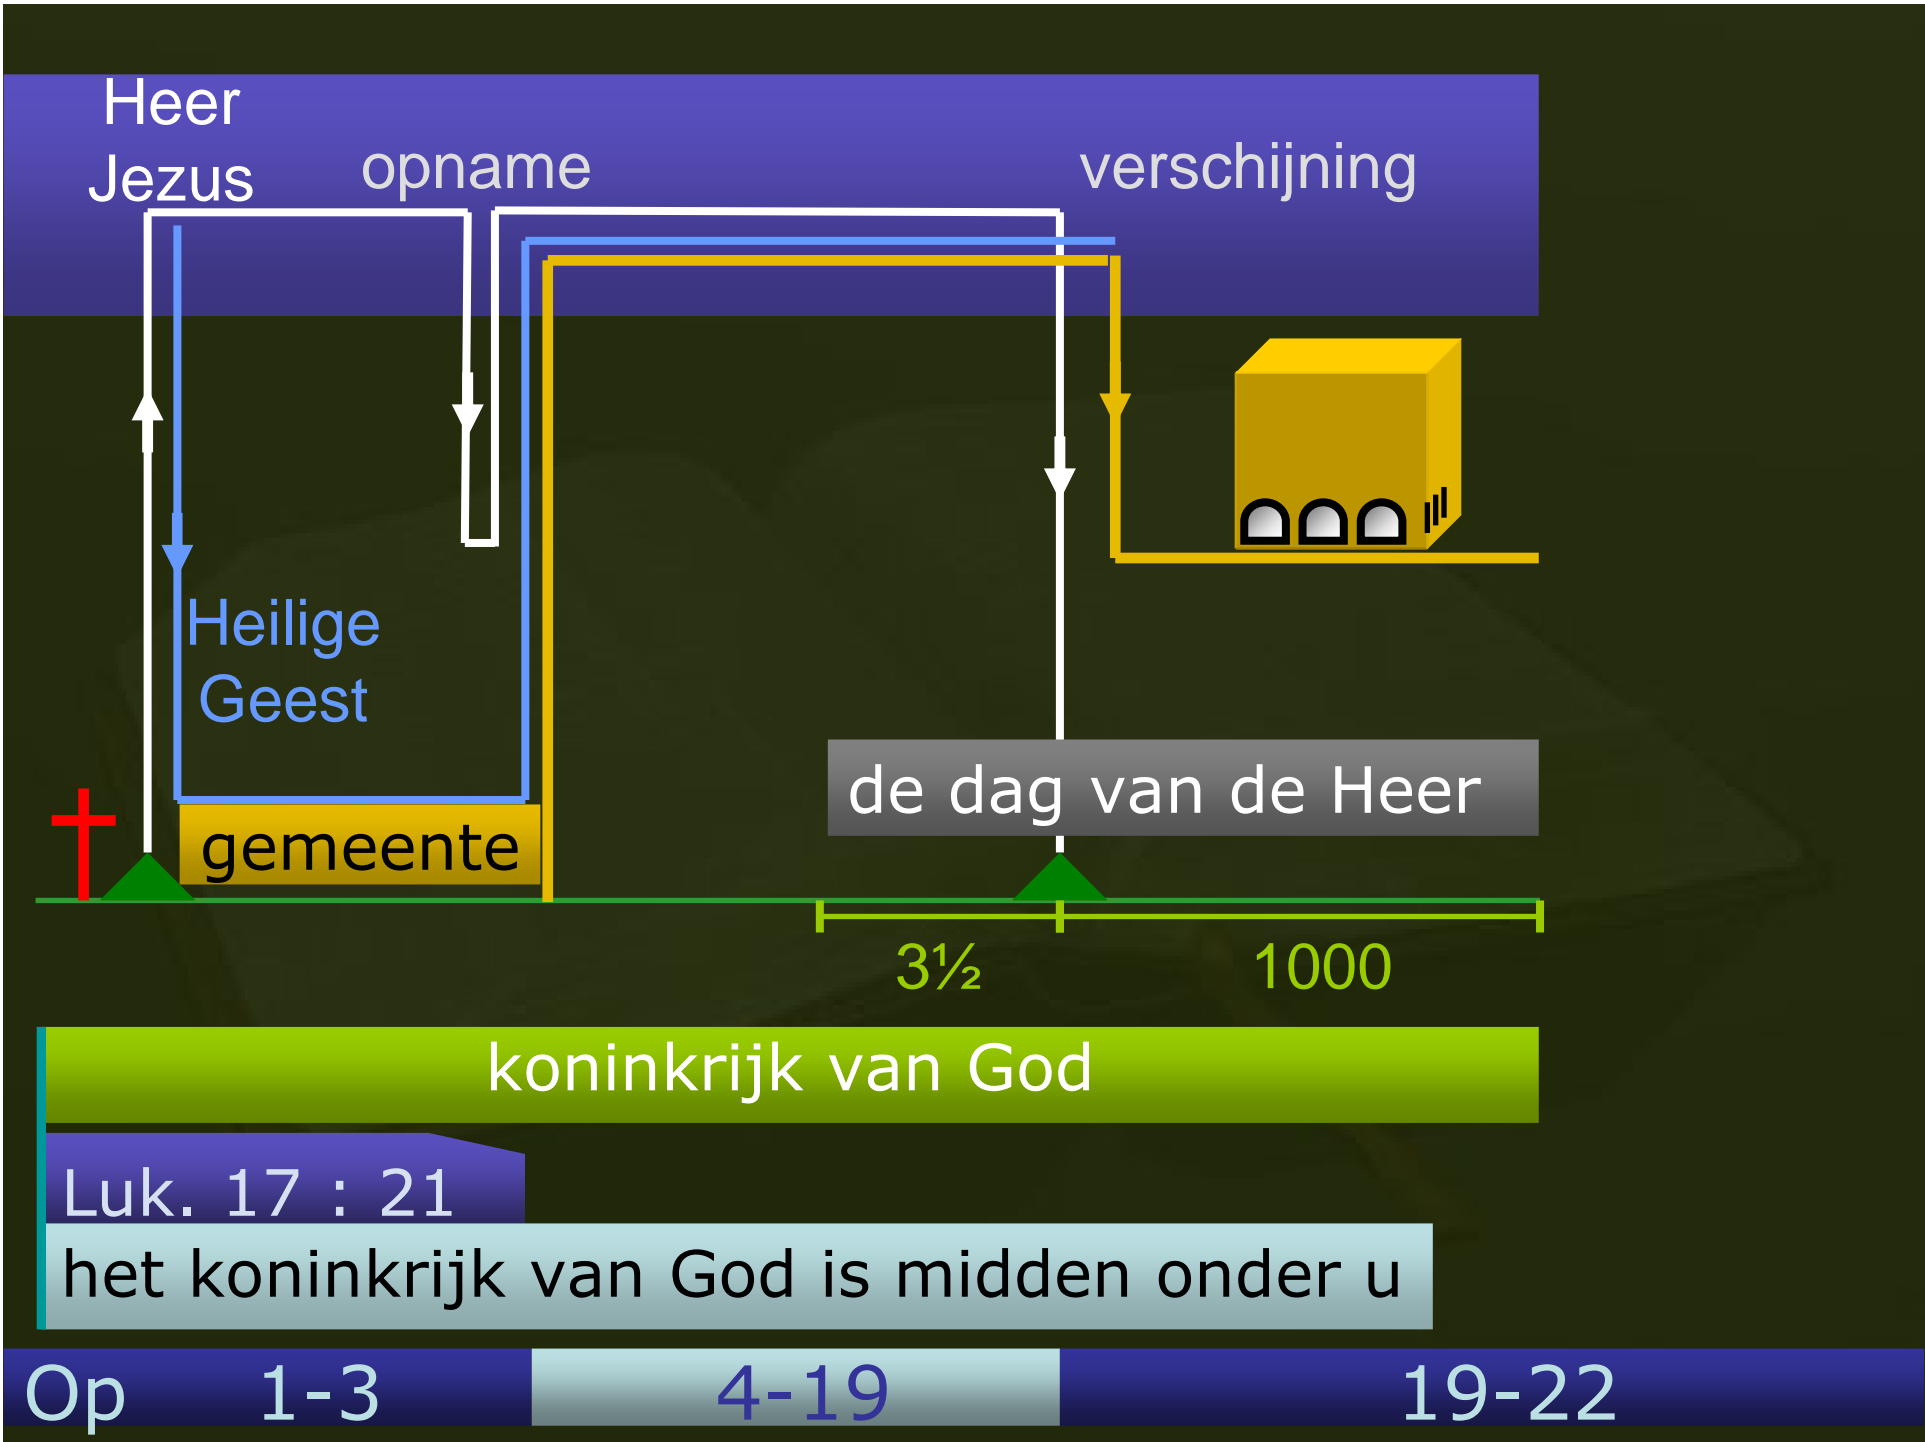 Heer
Jezus
opname
verschijning
Heilige
Geest
de dag van de Heer
gemeente
3½
1000
koninkrijk van God
Luk. 17 : 21
het koninkrijk van God is midden onder u
Op 1-3 4-19 19-22